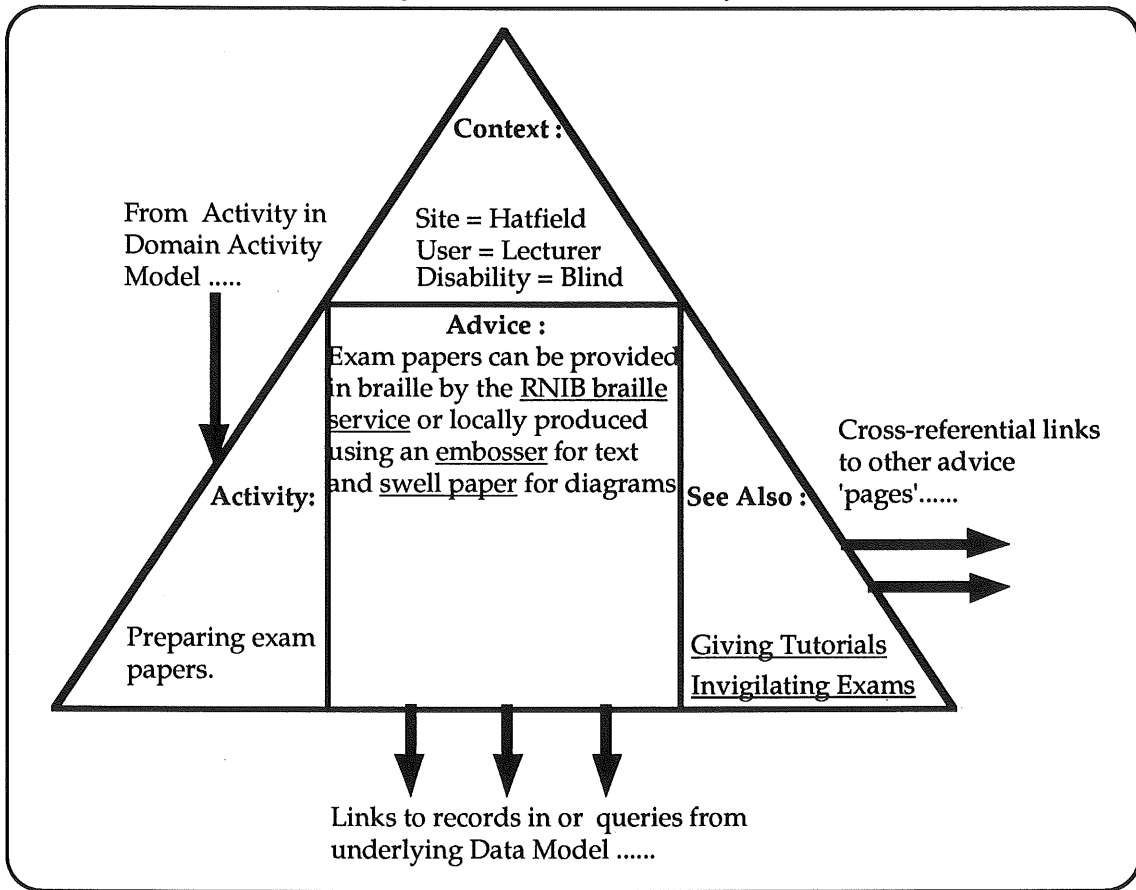 Context :
Site = Hatfield
User = Lecturer
Disability = Blind
From Activity in
Domain Activity
Model .....
Advice :
Exam papers can be provided
in braille by the RNIB braille
service or locally produced
using an embosser for text
and swell paper for diagrams
Activity:
Preparing exam
papers.
See Also :
Giving Tutorials
Invigilating Exams
Cross-referential links
to other advice
'pages'......
Links to records in or queries from
underlying Data Model ......